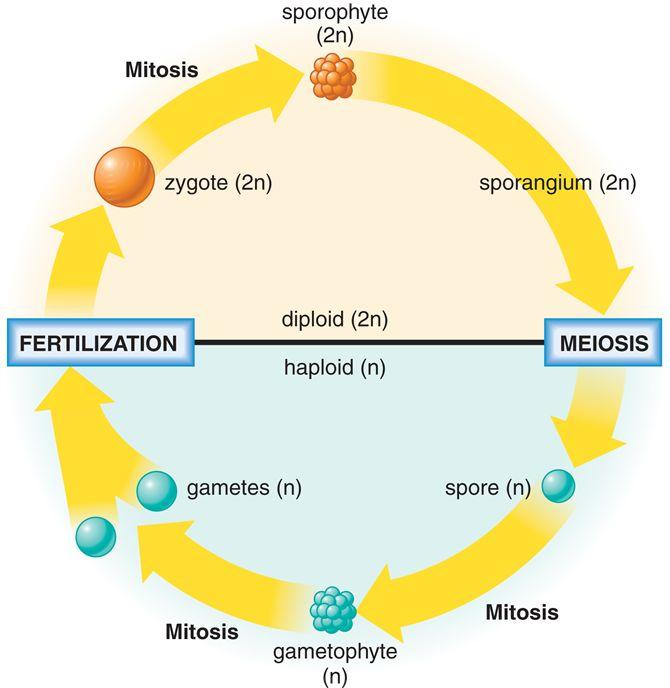 sporophyte
(2n)
Mitosis
zygote (2n)
sporangium (2n)
diploid (2n)
FERTILIZATION
MEIOSIS
haploid (n)
gametes (n)
spore (n)
Mitosis
Mitosis
gametophyte
(n)